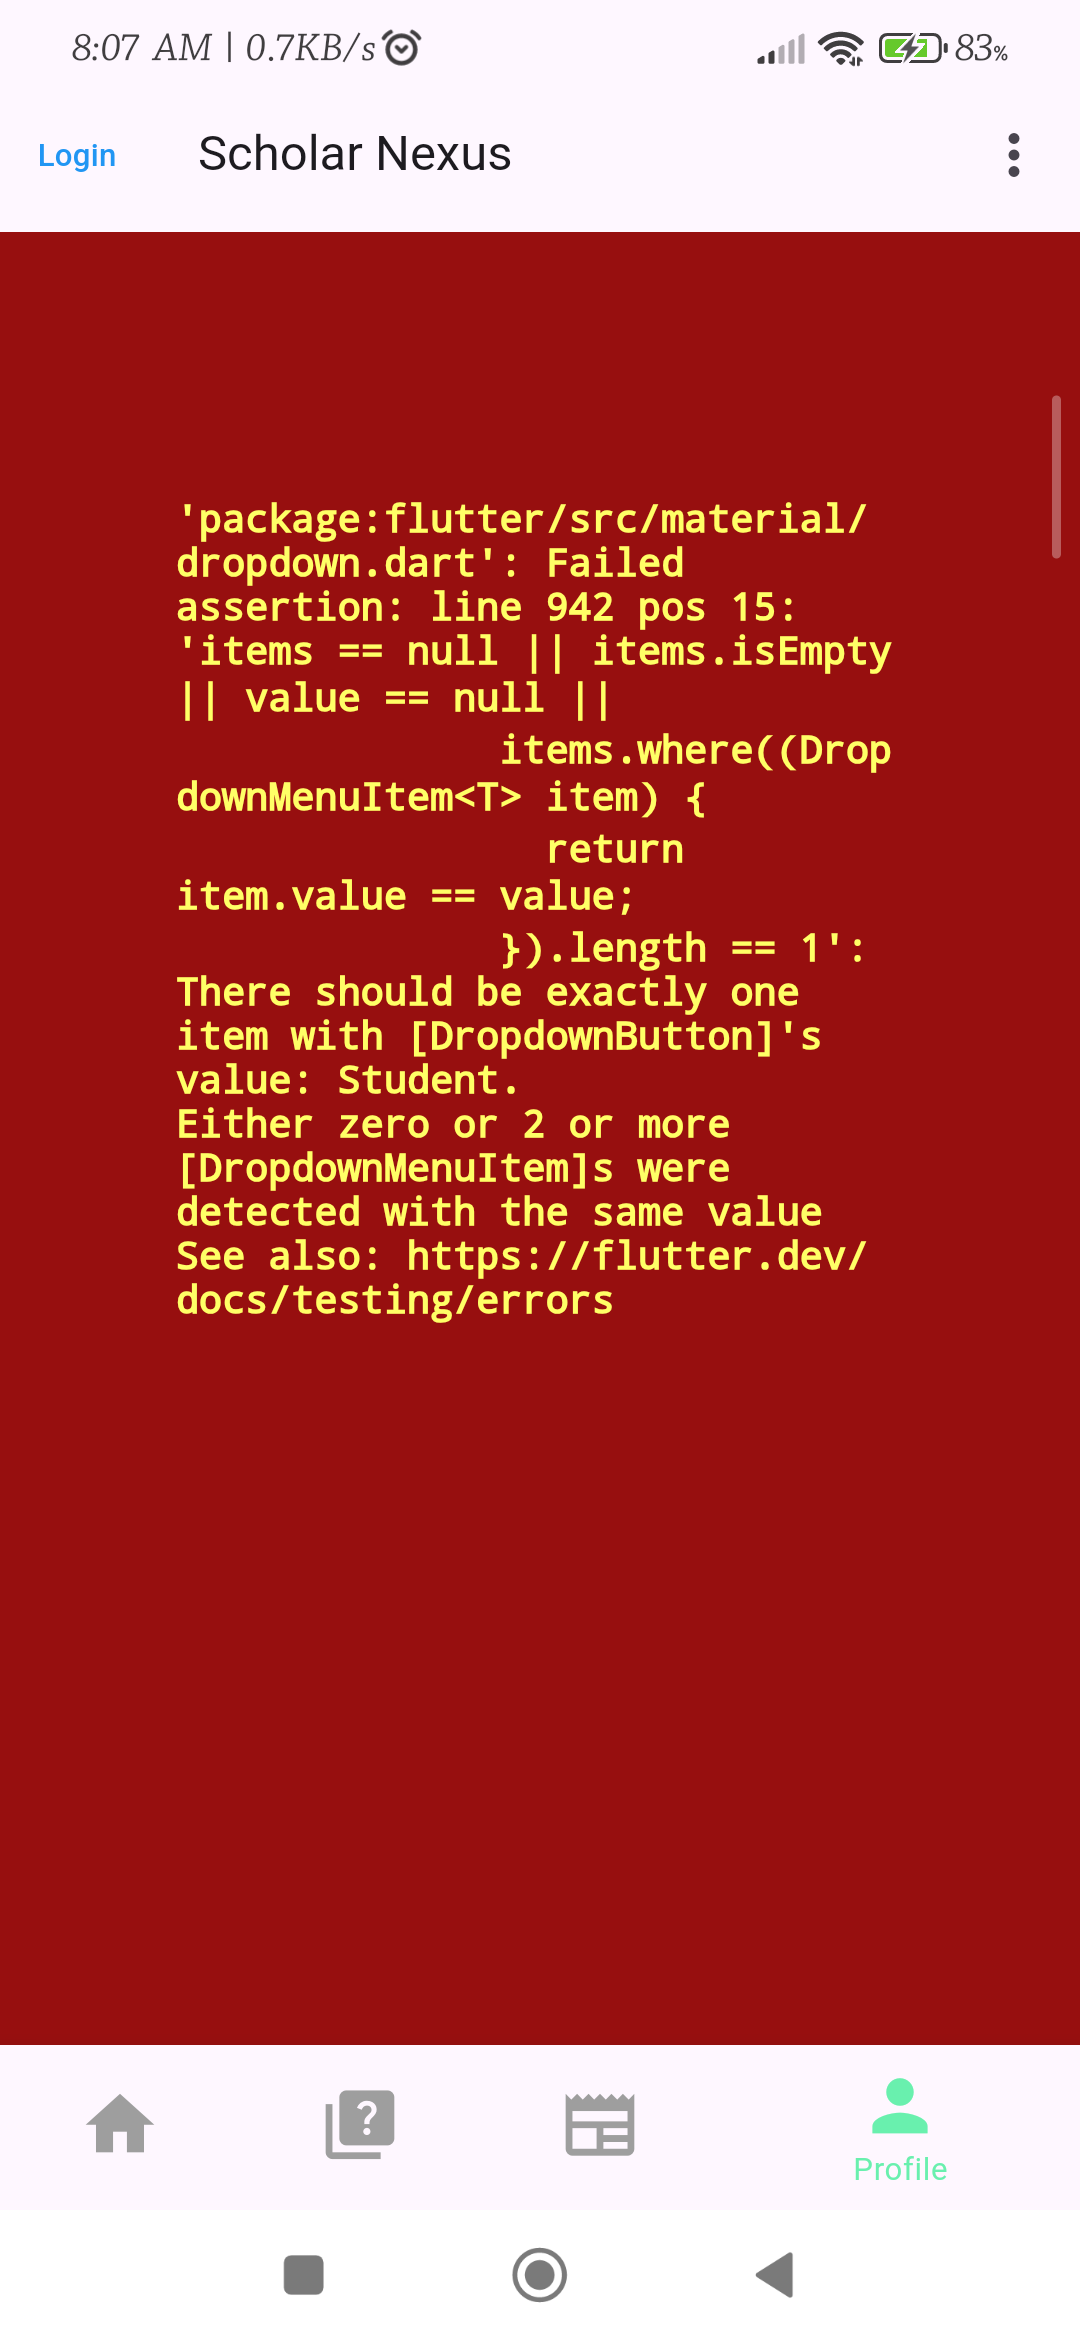 8:07 AM | 0.7KB/s 83%
Login Scholar Nexus
'package:flutter/src/material/
dropdown.dart': Failed
assertion: line 942 pos 15:
'items == null || items.isEmpty
|| value == null ||
items.where((Drop
downMenuItem<T> item) {
return
item.value == value;
}).length == 1':
There should be exactly one
item with [DropdownButton]'s
value: Student.
Either zero or 2 or more
[DropdownMenuItem]s were
detected with the same value
See also: https://flutter.dev/
docs/testing/errors
?
Profile